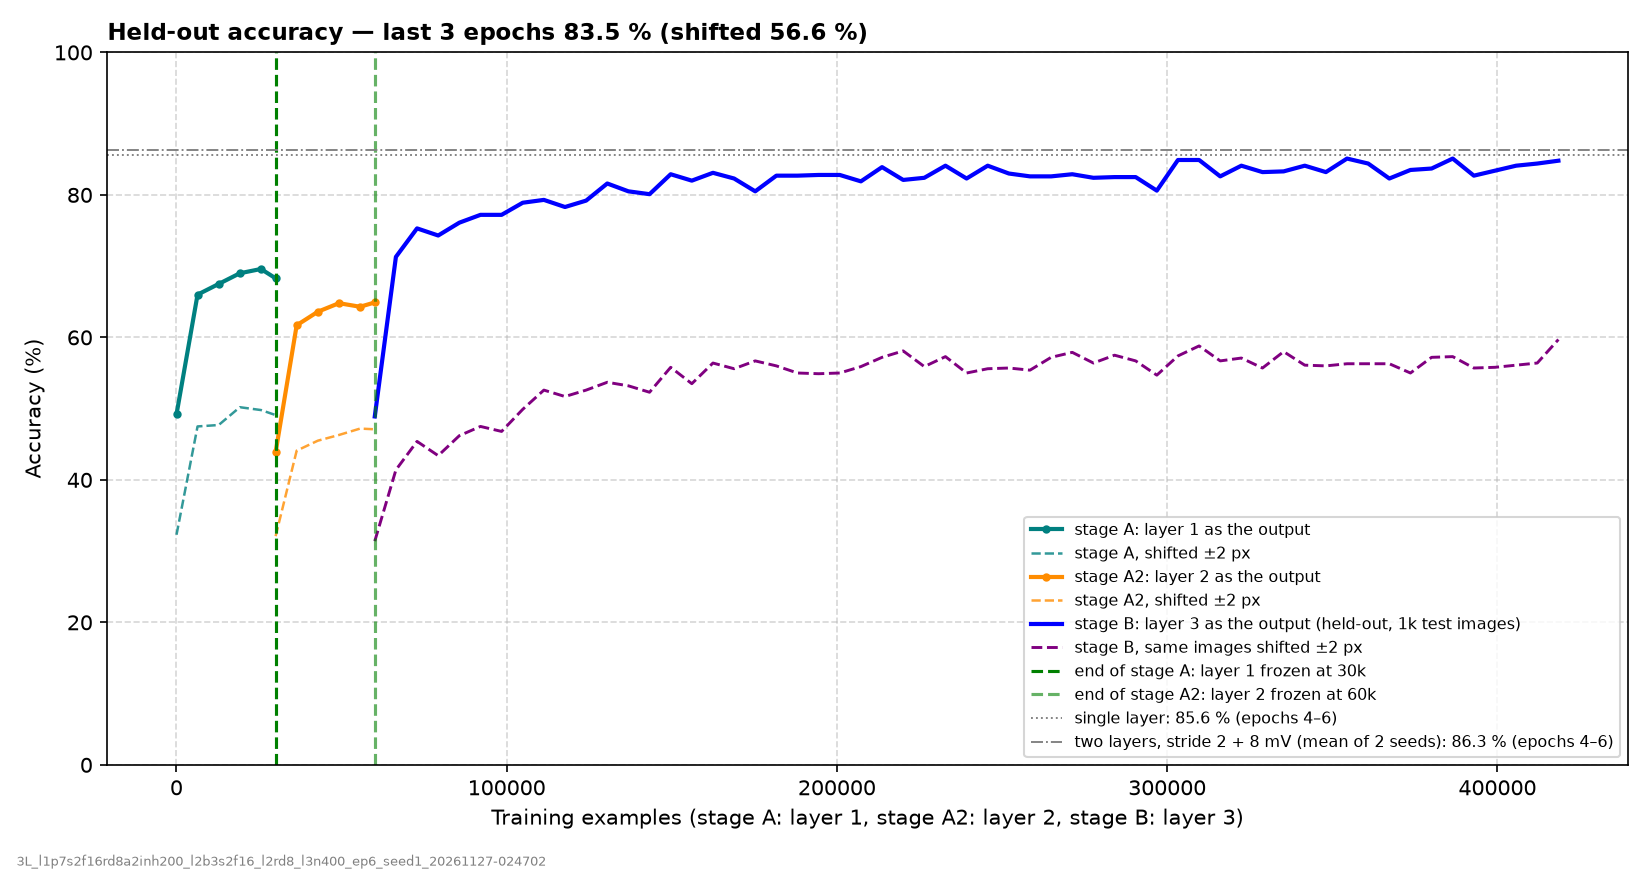 Held-out accuracy — last 3 epochs 83.5 % (shifted 56.6 %)
100
80
60
40
20
0
Accuracy (%)
stage A: layer 1 as the output
stage A, shifted ±2 px
stage A2: layer 2 as the output
stage A2, shifted ±2 px
stage B: layer 3 as the output (held-out, 1k test images)
stage B, same images shifted ±2 px
end of stage A: layer 1 frozen at 30k
end of stage A2: layer 2 frozen at 60k
single layer: 85.6 % (epochs 4–6)
two layers, stride 2 + 8 mV (mean of 2 seeds): 86.3 % (epochs 4–6)
0 100000 200000 300000 400000
Training examples (stage A: layer 1, stage A2: layer 2, stage B: layer 3)
3L_l1p7s2f16rd8a2inh200_l2b3s2f16_l2rd8_l3n400_ep6_seed1_20261127-024702